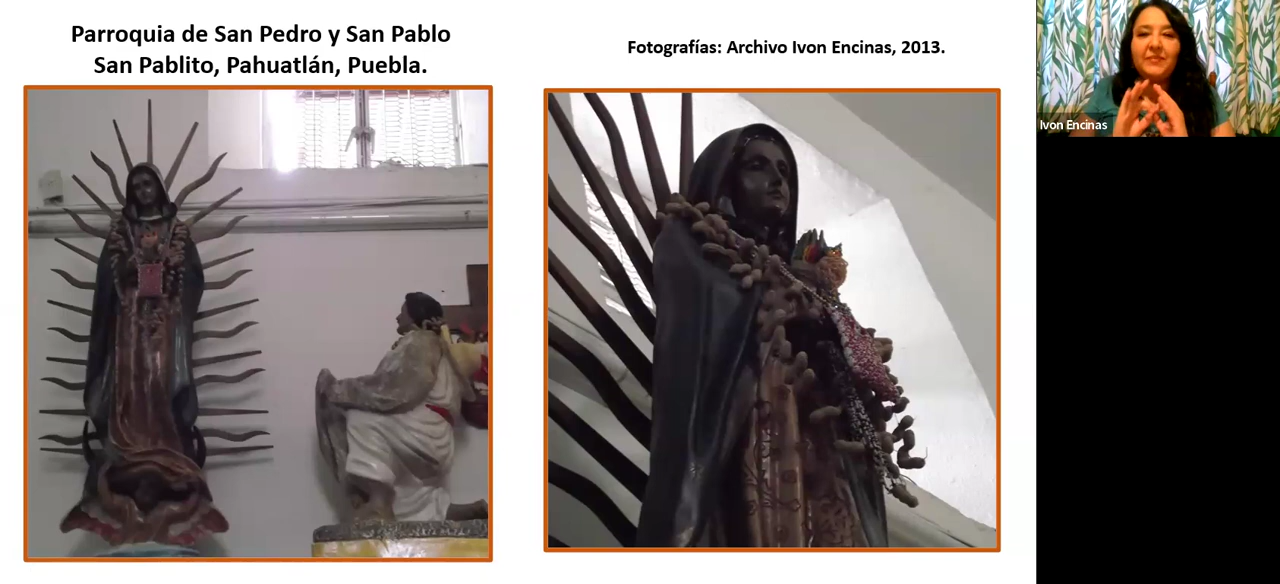 Parroquia de San Pedro y San Pablo
San Pablito, Pahuatlán, Puebla.
Fotografías: Archivo Ivon Encinas, 2013.
Ivon Encinas